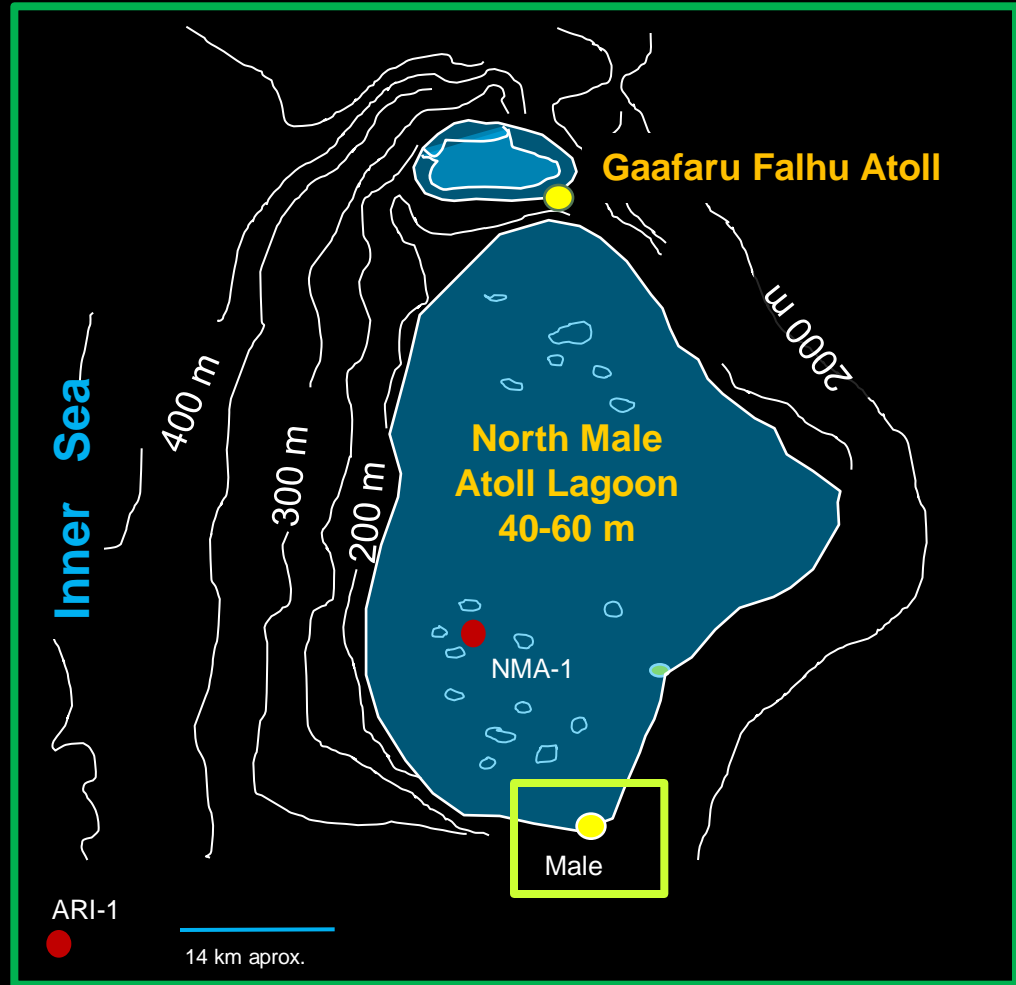 Gaafaru Falhu Atoll
2000 m
400 m
Inner Sea
North Male
Atoll Lagoon
40-60 m
300 m
200 m
NMA-1
Male
ARI-1
14 km aprox.